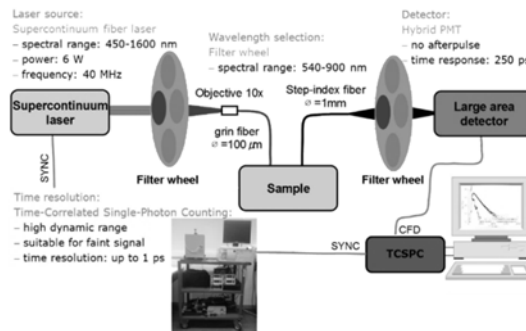 Laser source:
Supercontinuum fiber laser
– spectral range: 450-1600 nm
– power: 6 W
– frequency: 40 MHz
Wavelength selection:
Filter wheel
– spectral range: 540-900 nm
Detector:
Hybrid PMT
– no afterpulse
– time response: 250 ps
Supercontinuum
laser
Objective 10x
grin fiber
ø =100 µm
Step-index fiber
ø =1mm
Large area
detector
SYNC
Filter wheel
Sample
Filter wheel
Time resolution:
Time-Correlated Single-Photon Counting:
– high dynamic range
– suitable for faint signal
– time resolution: up to 1 ps
SYNC
CFD
TCSPC